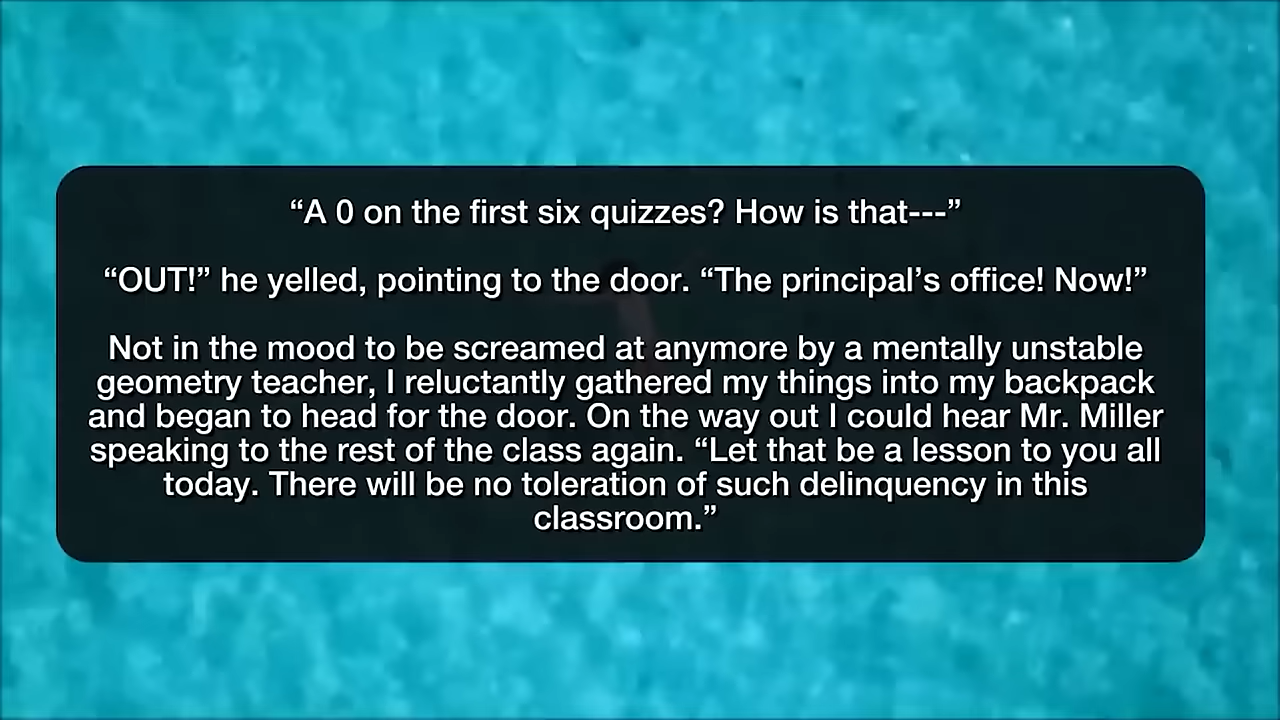 “A 0 on the first six quizzes? How is that---”
“OUT!” he yelled, pointing to the door. “The principal’s office! Now!”
Not in the mood to be screamed at anymore by a mentally unstable
geometry teacher, I reluctantly gathered my things into my backpack
and began to head for the door. On the way out I could hear Mr. Miller
speaking to the rest of the class again. “Let that be a lesson to you all
today. There will be no toleration of such delinquency in this
classroom.”